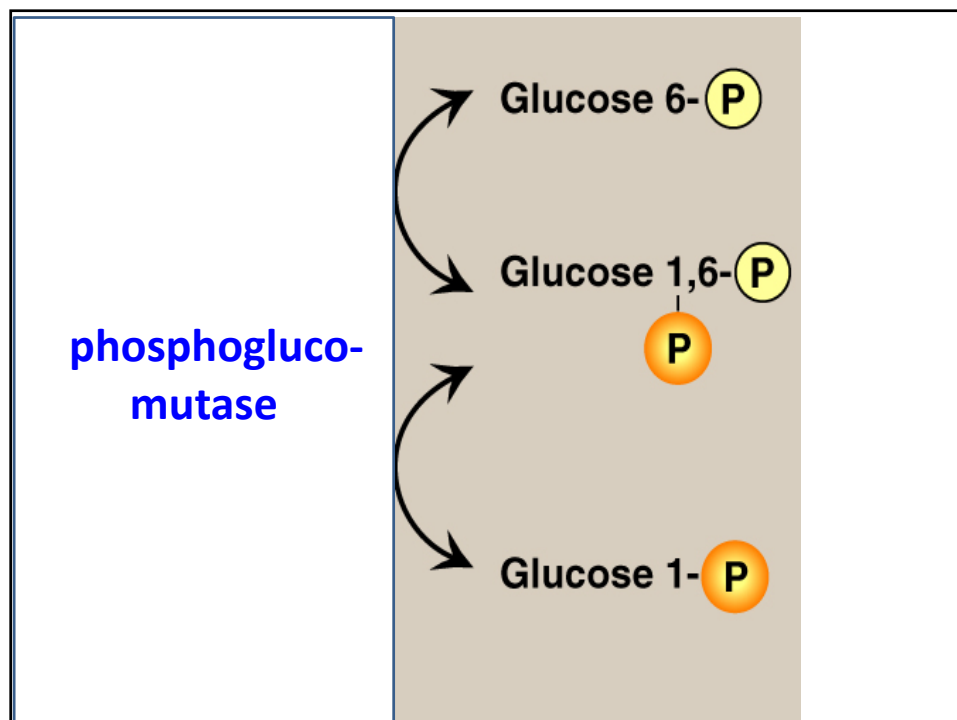 Glucose 6- P
Glucose 1,6- P
P
phosphogluco-
mutase
Glucose 1- P